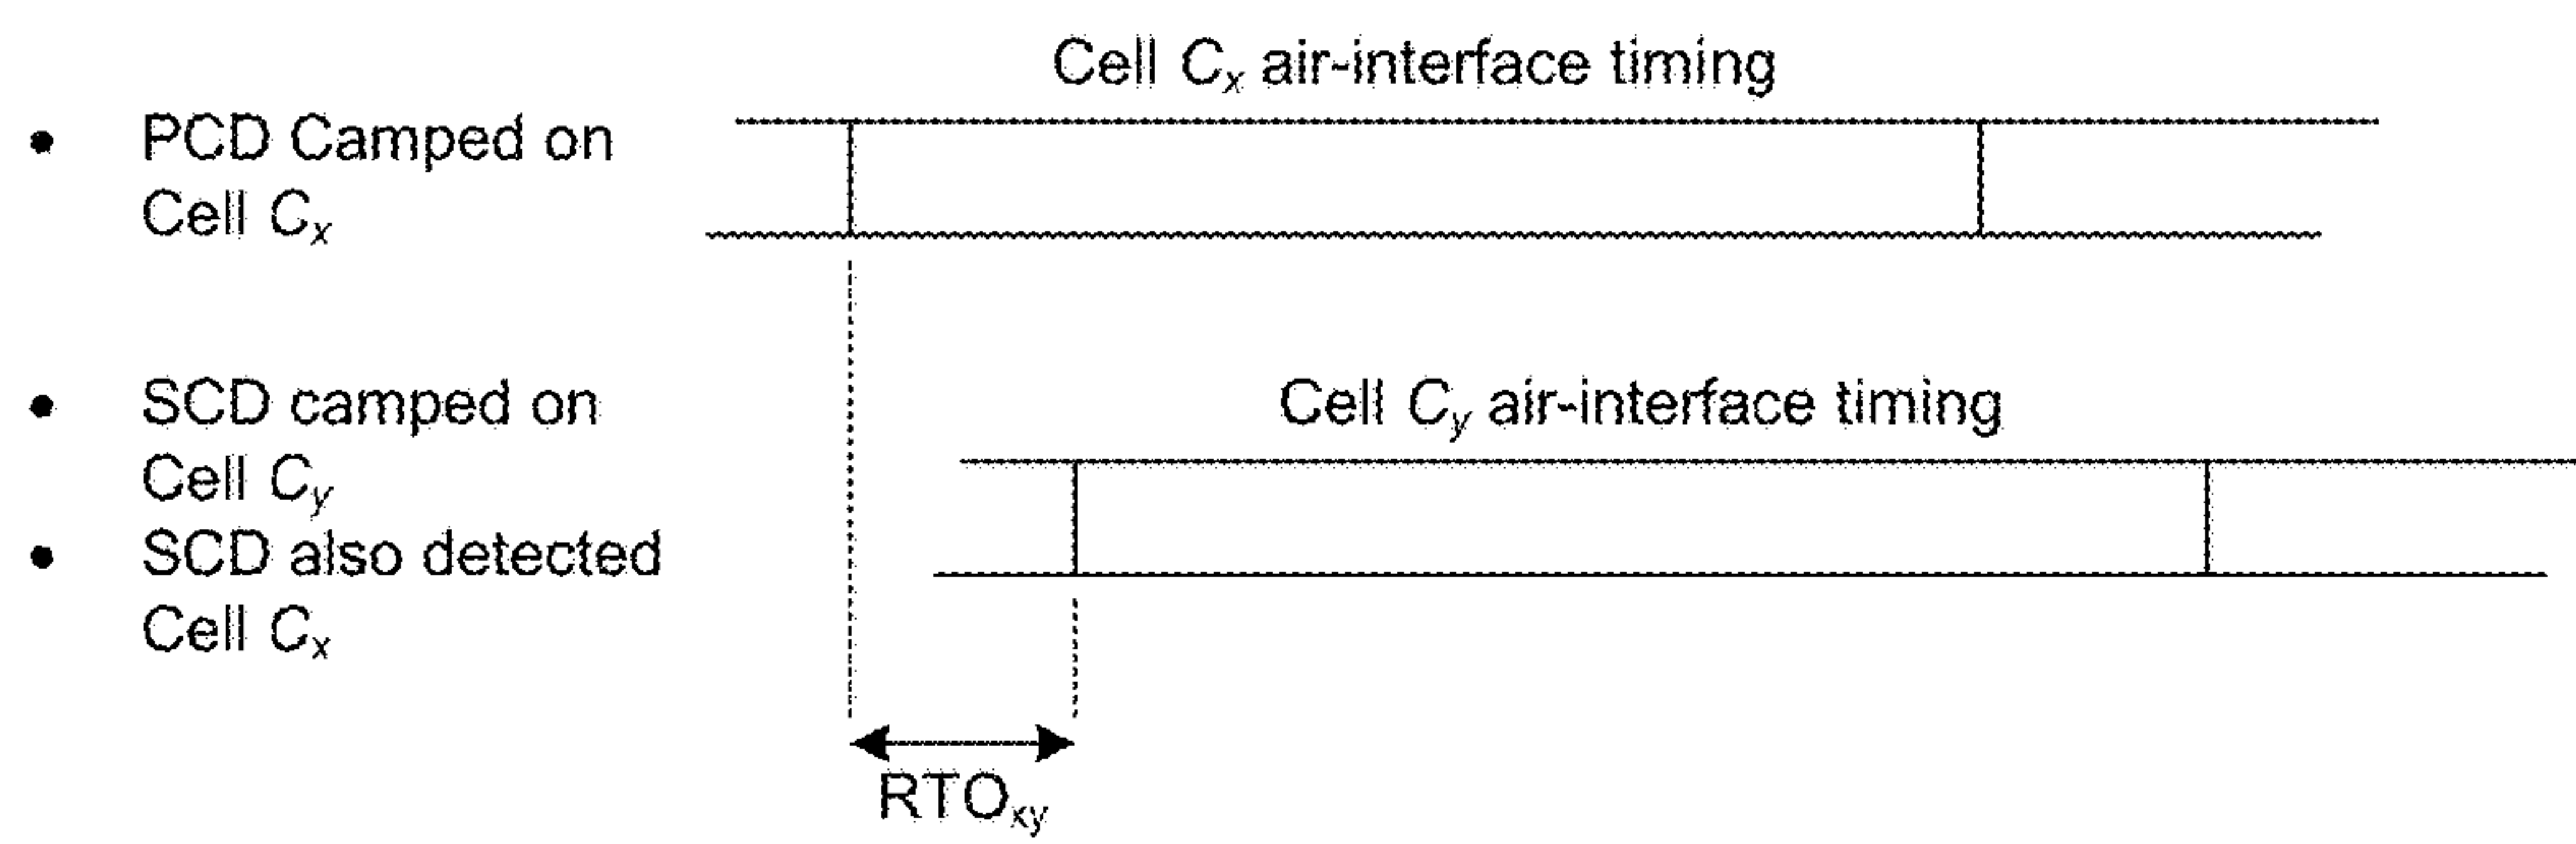 Cell Cx air-interface timing
• PCD Camped on
Cell Cx
• SCD camped on
Cell Cy
• SCD also detected
Cell Cx
Cell Cy air-interface timing
RTOxy